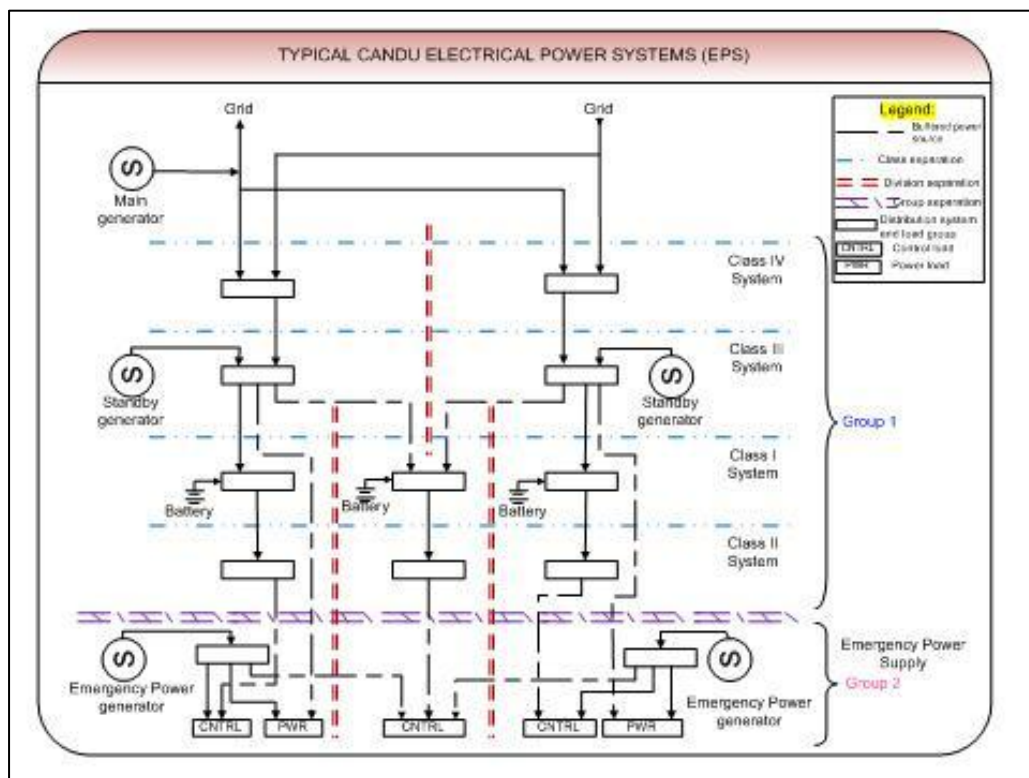 TYPICAL CANDU ELECTRICAL POWER SYSTEMS (EPS)
Grid
Grid
Legend:
Buffered power
source
Class separation
Division separation
Group separation
Distribution system
and load group
CNTRL Control load
PWR Power load
S
Main
generator
Class IV
System
S
Standby
generator
Class III
System
S
Standby
generator
Group 1
Class I
System
Battery
Battery
Battery
Class II
System
S
Emergency Power
generator
S
Emergency Power
generator
Emergency Power
Supply
Group 2
CNTRL
PWR
CNTRL
CNTRL
PWR